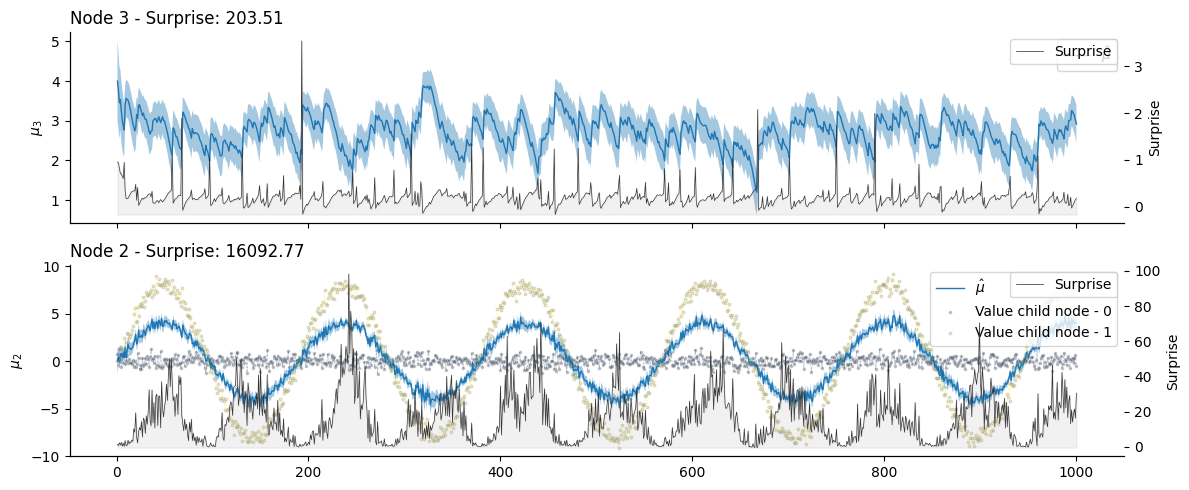 Node 3 - Surprise: 203.51
5
4
3
2
1
μ3
Surprise
3
2
1
0
Surprise
Node 2 - Surprise: 16092.77
10
5
0
−5
−10
μ2
μ̂
Value child node - 0
Value child node - 1
Surprise
100
80
60
40
20
0
Surprise
0
200
400
600
800
1000